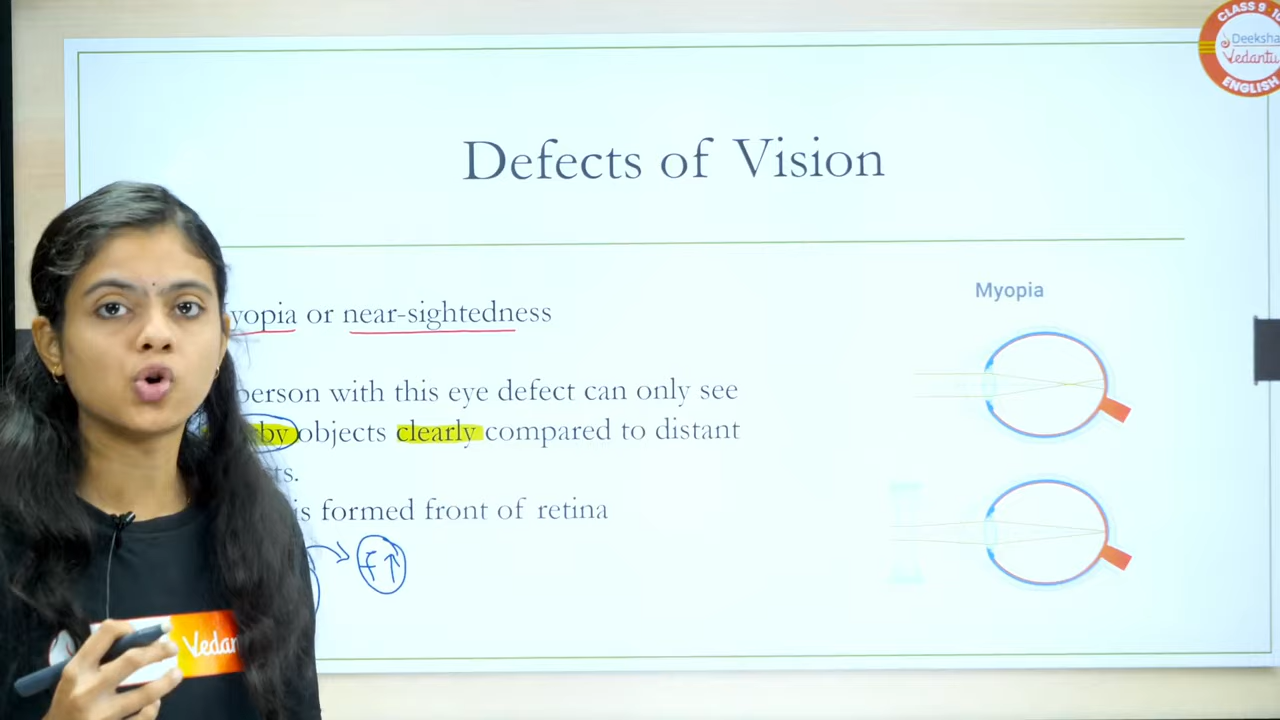 CLASS 9-10
Deeksha
Vedantu
ENGLISH
Defects of Vision
yopia or near-sightedness
person with this eye defect can only see
by objects clearly compared to distant
ts.
is formed front of retina
f↑
Myopia
Vedan